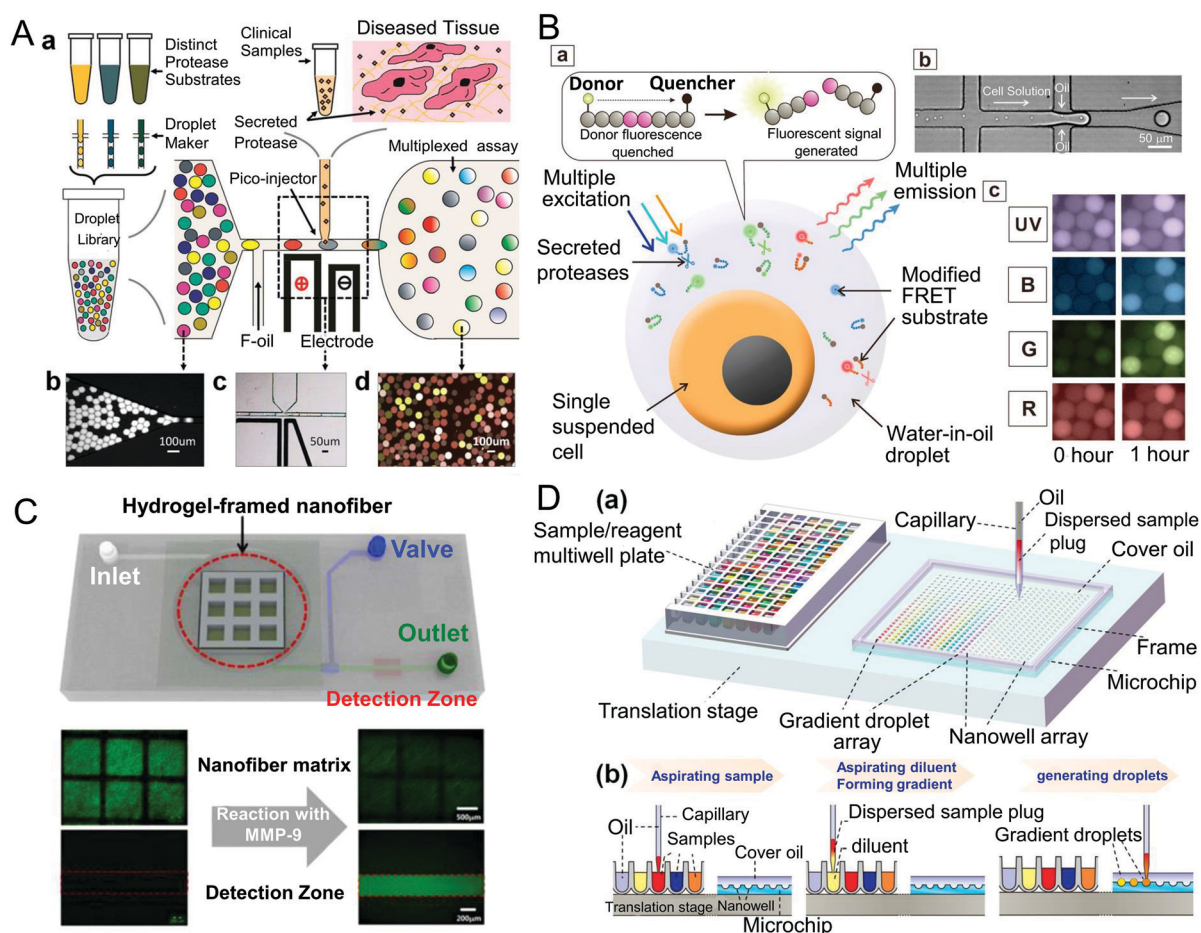 A
a
Distinct
Protease
Substrates
Clinical
Samples
Diseased Tissue
Droplet
Maker
Secreted
Protease
Pico-injector
Multiplexed assay
Droplet
Library
F-oil
Electrode
b
100um
c
50um
d
100um
B
a
Donor
Quencher
Donor fluorescence
quenched
Fluorescent signal
generated
b
Cell Solution
Oil
Oil
50 μm
Multiple
excitation
Multiple
emission
Secreted
proteases
Modified
FRET
substrate
Single
suspended
cell
Water-in-oil
droplet
c
UV
B
G
R
0 hour
1 hour
C
Hydrogel-framed nanofiber
Inlet
Valve
Outlet
Detection Zone
Nanofiber matrix
Reaction with
MMP-9
Detection Zone
500μm
200μm
D
(a)
Sample/reagent
multiwell plate
Capillary
Oil
Dispersed sample
plug
Cover oil
Frame
Microchip
Translation stage
Gradient droplet
array
Nanowell array
(b)
Aspirating sample
Aspirating diluent
Forming gradient
generating droplets
Oil
Capillary
Samples
Cover oil
Translation stage
Nanowell
Microchip
Dispersed sample plug
diluent
Gradient droplets